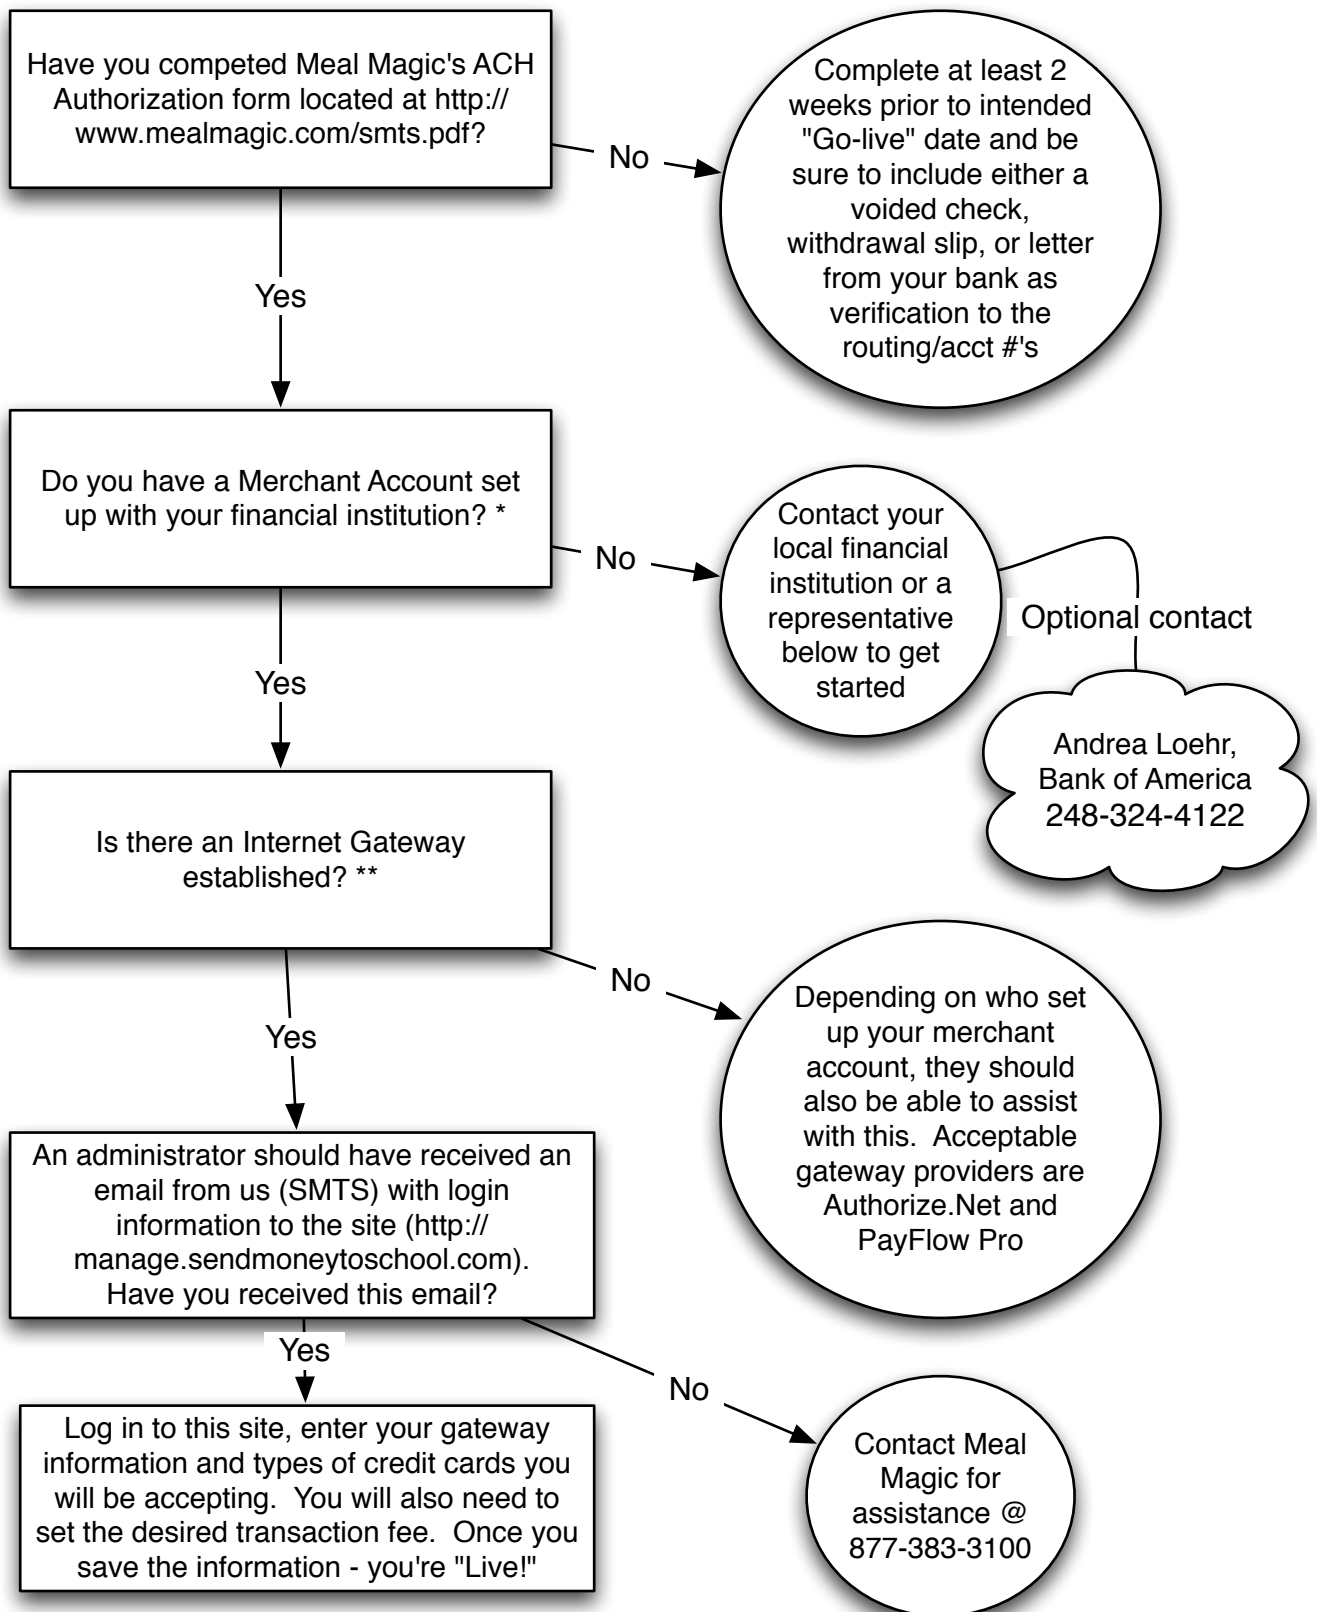 Have you competed Meal Magic's ACH
Authorization form located at http://
www.mealmagic.com/smts.pdf?
No
Complete at least 2
weeks prior to intended
"Go-live" date and be
sure to include either a
voided check,
withdrawal slip, or letter
from your bank as
verification to the
routing/acct #'s
Yes
Do you have a Merchant Account set
up with your financial institution? *
No
Contact your
local financial
institution or a
representative
below to get
started
Optional contact
Andrea Loehr,
Bank of America
248-324-4122
Yes
Is there an Internet Gateway
established? **
No
Depending on who set
up your merchant
account, they should
also be able to assist
with this.  Acceptable
gateway providers are
Authorize.Net and
PayFlow Pro
Yes
An administrator should have received an
email from us (SMTS) with login
information to the site (http://
manage.sendmoneytoschool.com).
Have you received this email?
No
Contact Meal
Magic for
assistance @
877-383-3100
Yes
Log in to this site, enter your gateway
information and types of credit cards you
will be accepting.  You will also need to
set the desired transaction fee.  Once you
save the information - you're "Live!"